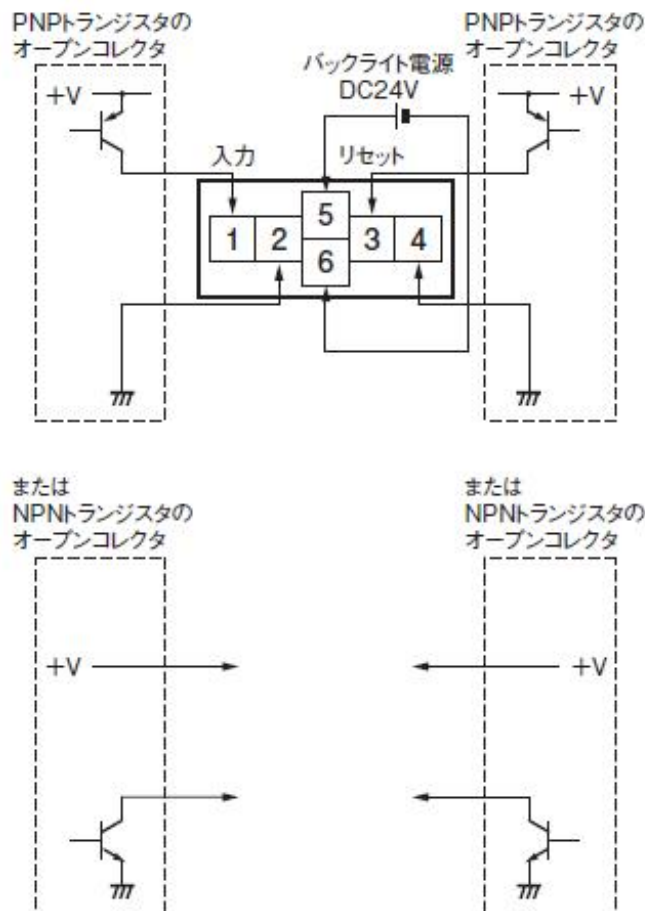 PNPトランジスタの
オープンコレクタ
PNPトランジスタの
オープンコレクタ
バックライト電源
DC24V
+V
+V
入力
リセット
5
1 2 3 4
6
または
NPNトランジスタの
オープンコレクタ
または
NPNトランジスタの
オープンコレクタ
+V
+V